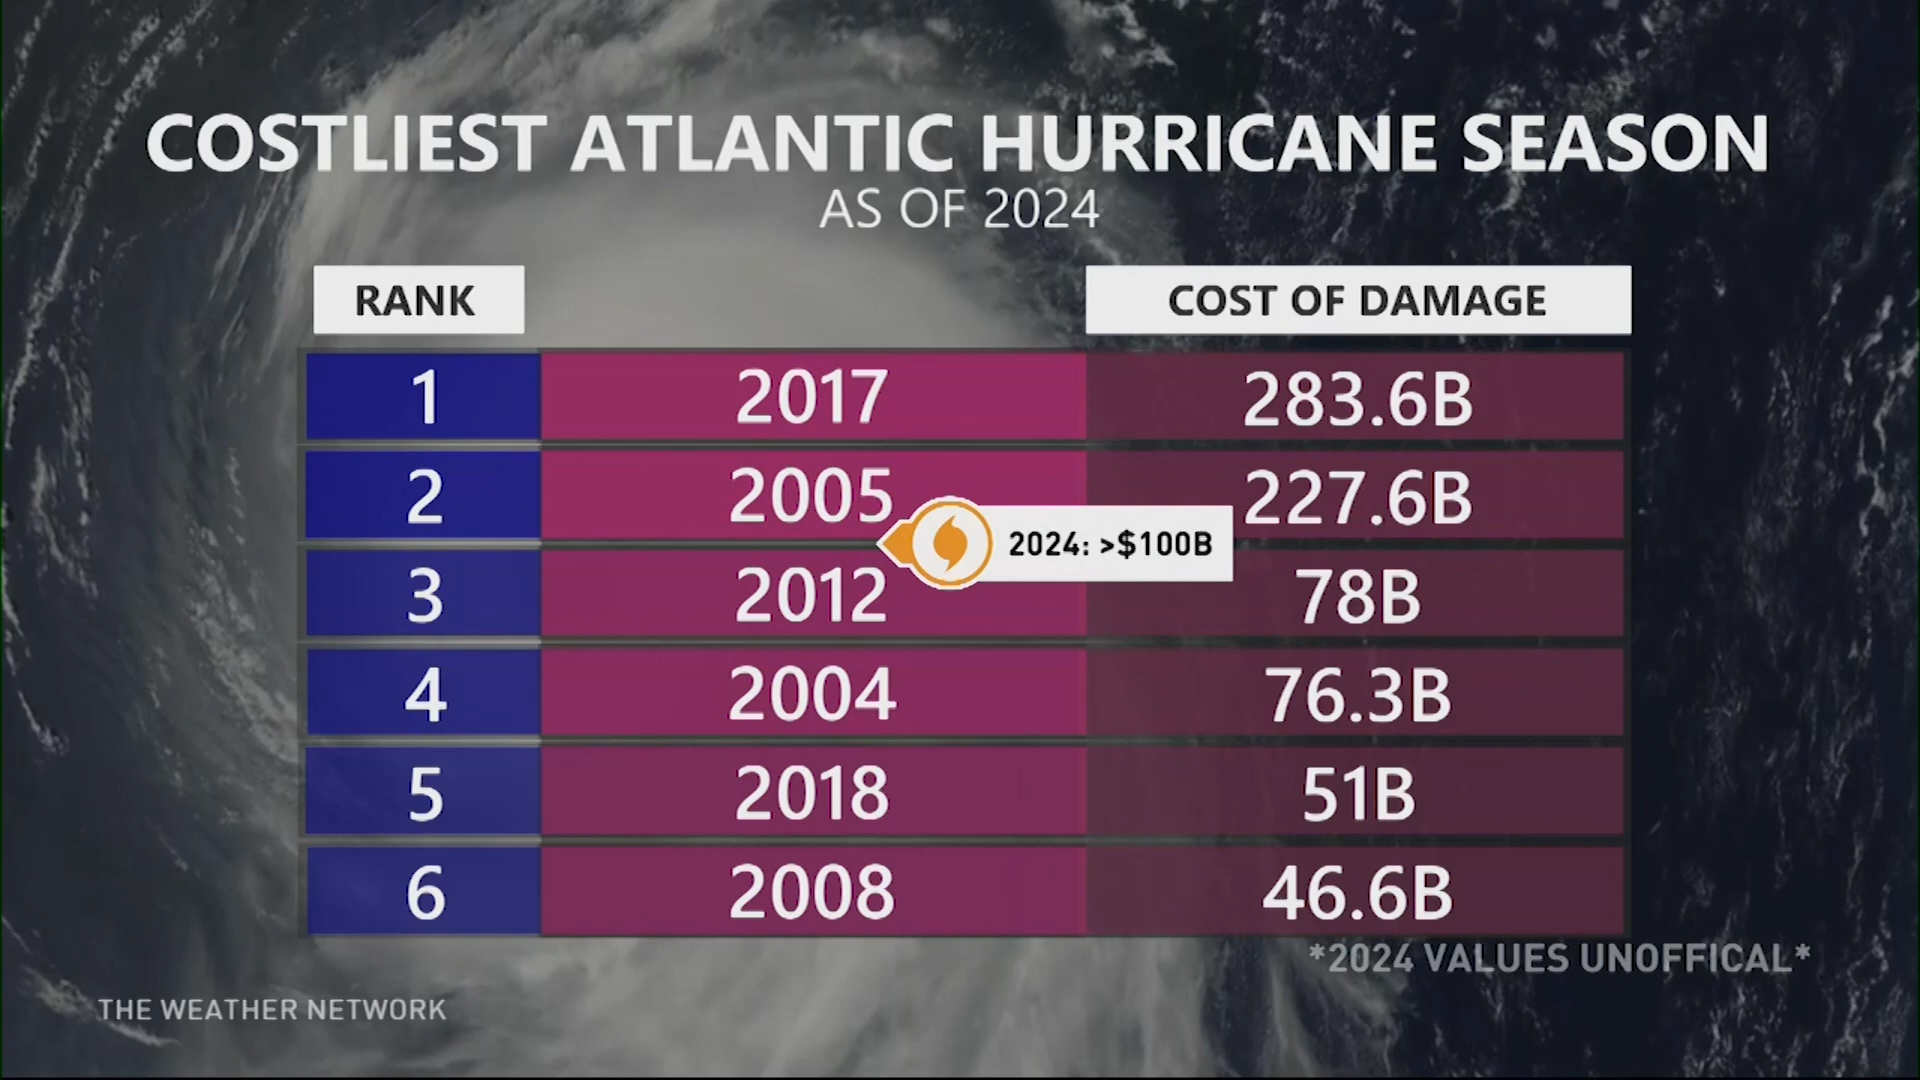 COSTLIEST ATLANTIC HURRICANE SEASON
AS OF 2024
RANK COST OF DAMAGE
1 2017 283.6B
2 2005 227.6B
2024: >$100B
3 2012 78B
4 2004 76.3B
5 2018 51B
6 2008 46.6B
*2024 VALUES UNOFFICAL*
THE WEATHER NETWORK